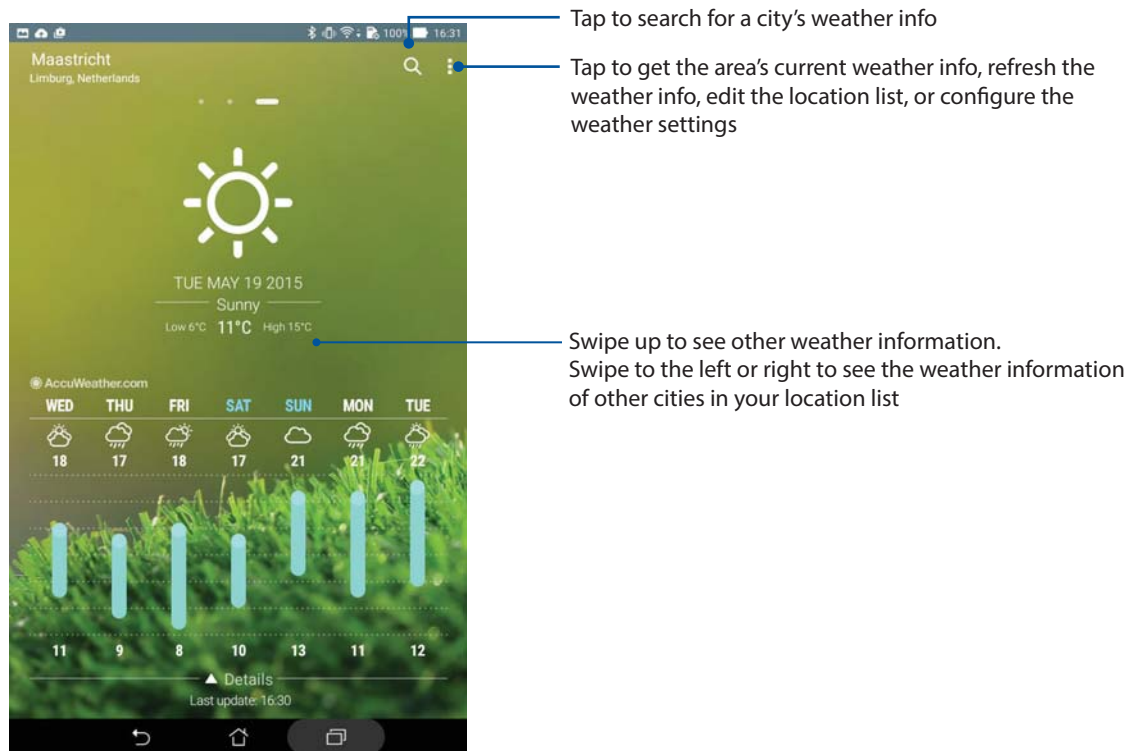 100% 16:31
Tap to search for a city's weather info
Maastricht
Limburg, Netherlands
Tap to get the area's current weather info, refresh the
weather info, edit the location list, or configure the
weather settings
TUE MAY 19 2015
Sunny
Low 6°C 11°C High 15°C
Swipe up to see other weather information.
Swipe to the left or right to see the weather information
of other cities in your location list
AccuWeather.com
WED THU FRI SAT SUN MON TUE
18 17 18 17 21 21 22
11 9 8 10 13 11 12
Details
Last update: 16:30